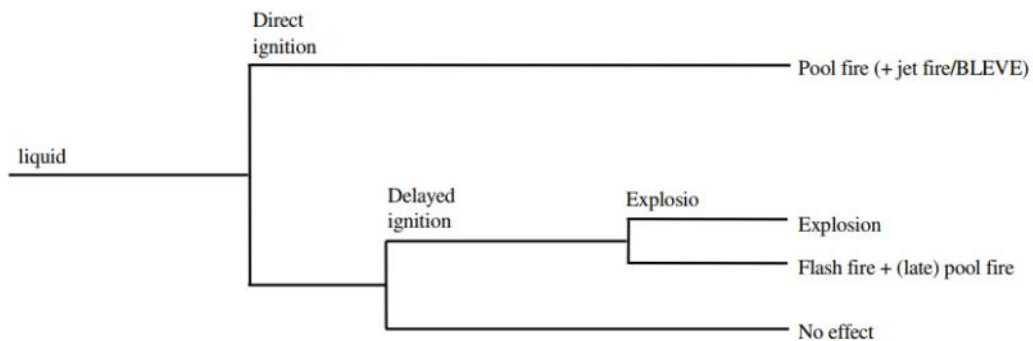 Direct
ignition
Pool fire (+ jet fire/BLEVE)
liquid
Delayed
ignition
Explosio
Explosion
Flash fire + (late) pool fire
No effect